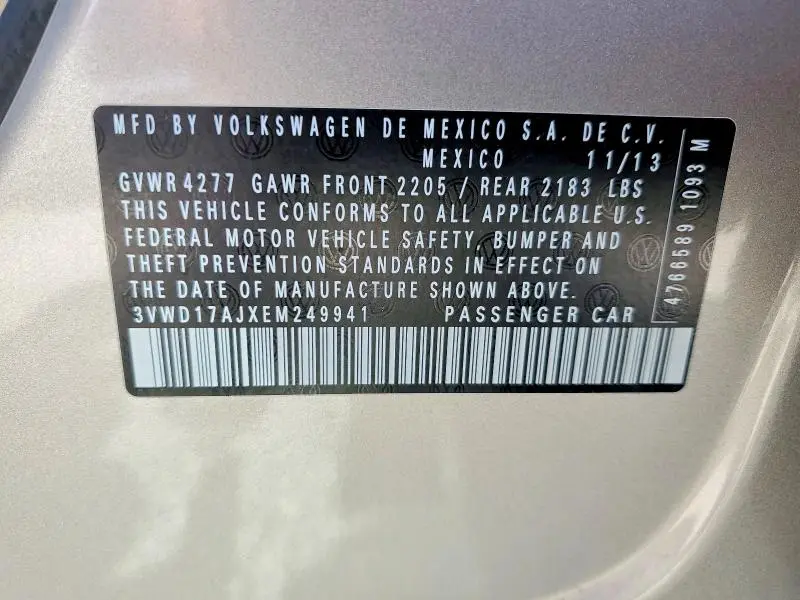 MFD BY VOLKSWAGEN DE MEXICO S.A. DE C.V.
MEXICO 11/13
GVWR 4277 GAWR FRONT 2205 / REAR 2183 LBS
THIS VEHICLE CONFORMS TO ALL APPLICABLE U.S.
FEDERAL MOTOR VEHICLE SAFETY, BUMPER AND
THEFT PREVENTION STANDARDS IN EFFECT ON
THE DATE OF MANUFACTURE SHOWN ABOVE.
3VWD17AJXEM249941 PASSENGER CAR
4766589 1093 M